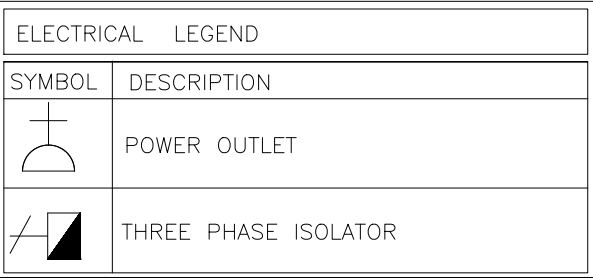 ELECTRICAL LEGEND
SYMBOL DESCRIPTION
POWER OUTLET
THREE PHASE ISOLATOR